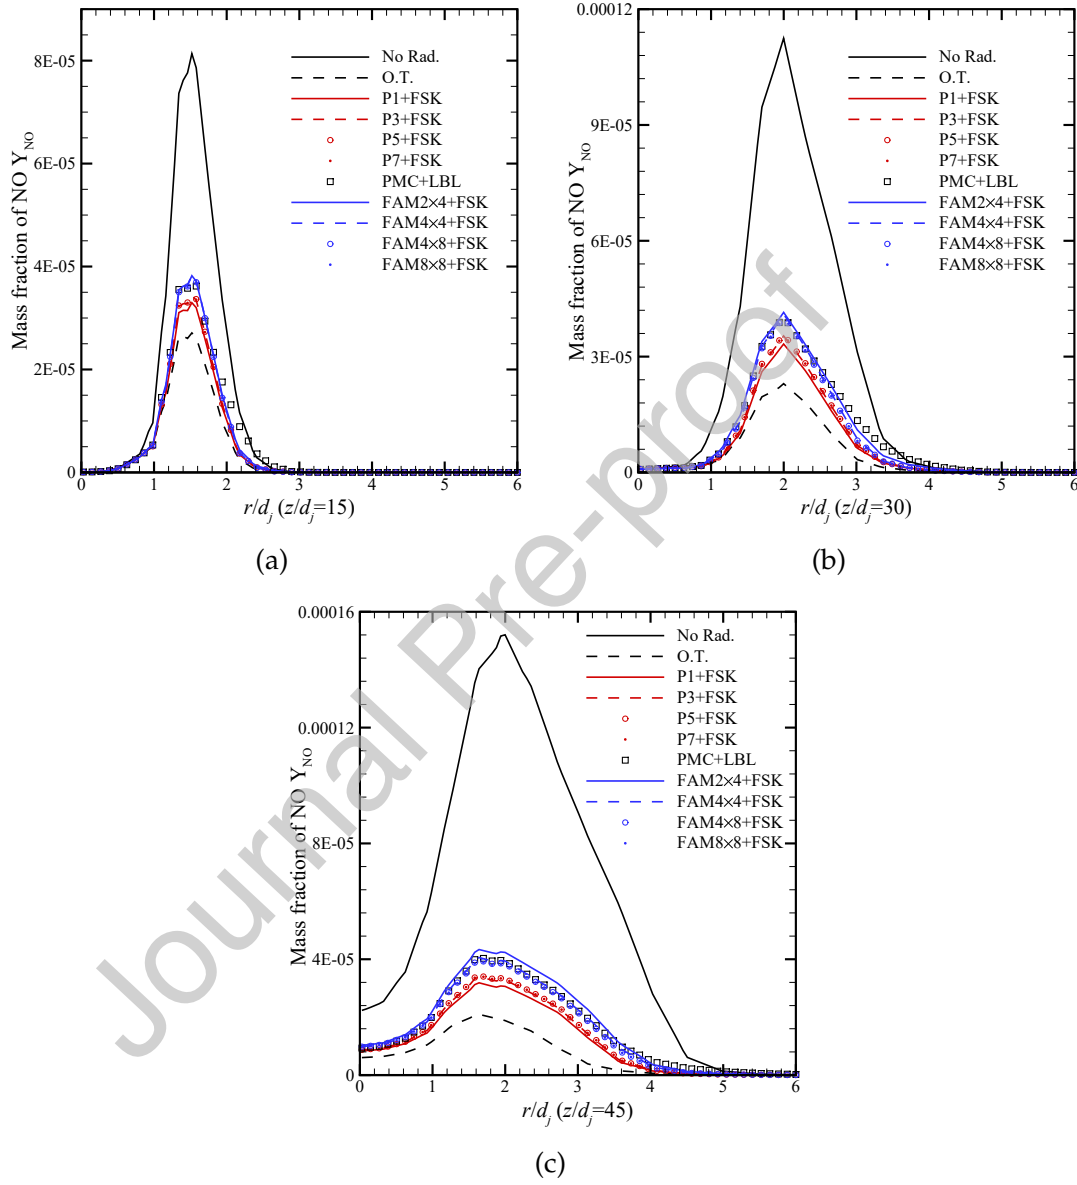 8E-05
6E-05
4E-05
2E-05
0
Mass fraction of NO Y_NO
No Rad.
O.T.
P1+FSK
P3+FSK
P5+FSK
P7+FSK
PMC+LBL
FAM2×4+FSK
FAM4×4+FSK
FAM4×8+FSK
FAM8×8+FSK
0 1 2 3 4 5 6
r/d_j (z/d_j=15)
(a)
0.00012
9E-05
6E-05
3E-05
0
Mass fraction of NO Y_NO
No Rad.
O.T.
P1+FSK
P3+FSK
P5+FSK
P7+FSK
PMC+LBL
FAM2×4+FSK
FAM4×4+FSK
FAM4×8+FSK
FAM8×8+FSK
0 1 2 3 4 5 6
r/d_j (z/d_j=30)
(b)
0.00016
0.00012
8E-05
4E-05
0
Mass fraction of NO Y_NO
No Rad.
O.T.
P1+FSK
P3+FSK
P5+FSK
P7+FSK
PMC+LBL
FAM2×4+FSK
FAM4×4+FSK
FAM4×8+FSK
FAM8×8+FSK
0 1 2 3 4 5 6
r/d_j (z/d_j=45)
(c)
Journal Pre-proof